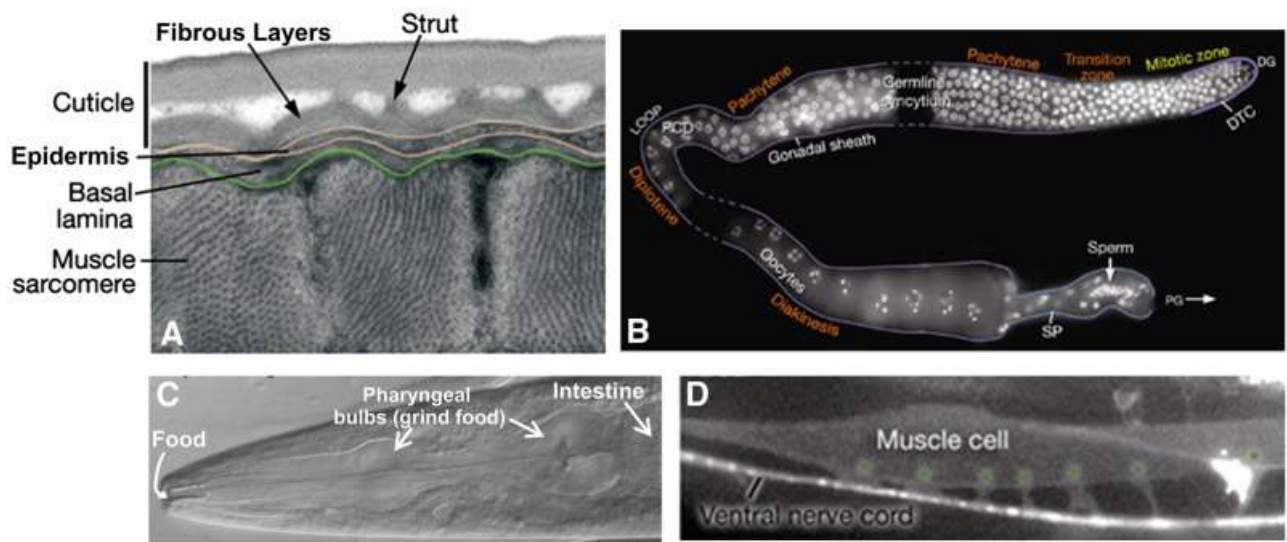 Fibrous Layers
Strut
Cuticle
Epidermis
Basal
lamina
Muscle
sarcomere
A
Pachytene
Pachytene
Transition
zone
Mitotic zone
DG
Germline
syncytium
DTC
LOOP
PCD
Gonadal sheath
Diplotene
Oocytes
Diakinesis
Sperm
PG
SP
B
C
Pharyngeal
bulbs (grind food)
Intestine
Food
D
Muscle cell
Ventral nerve cord